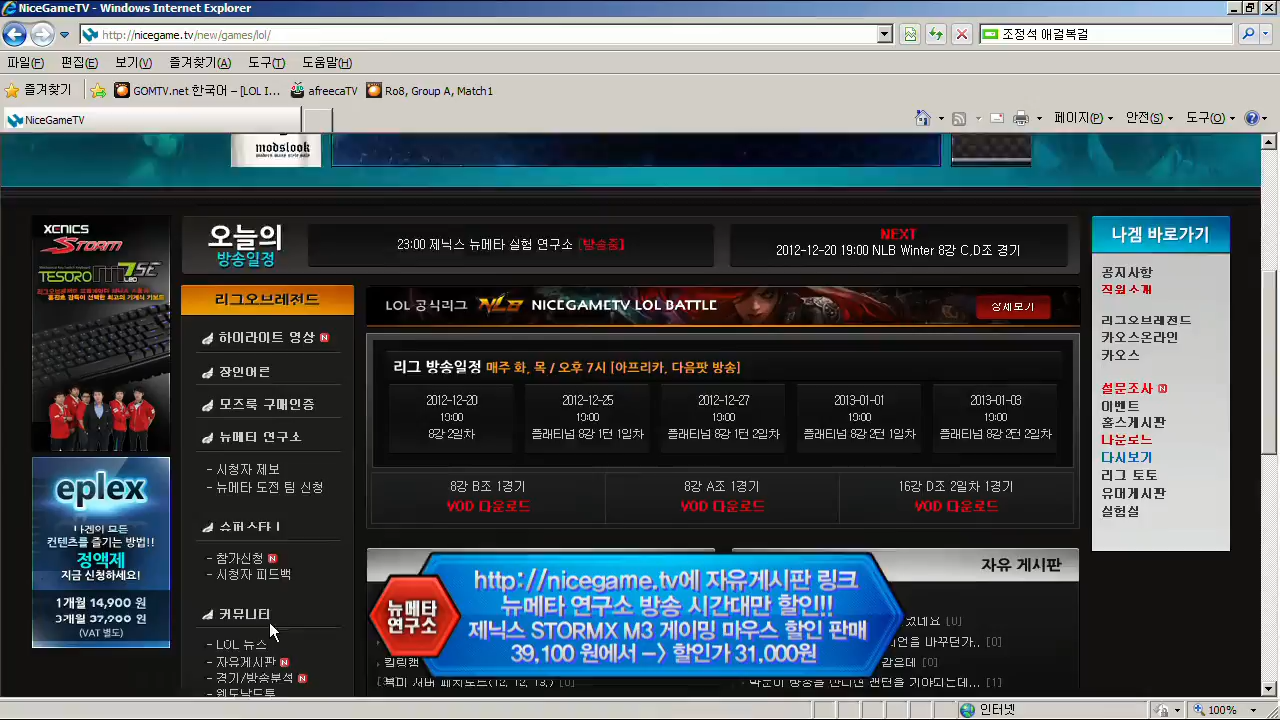 NiceGameTV - Windows Internet Explorer
http://nicegame.tv/new/games/lol/
조정석 애걸복걸
파일(F) 편집(E) 보기(V) 즐겨찾기(A) 도구(T) 도움말(H)
즐겨찾기 GOMTV.net 한국어 – [LOL I... afreecaTV Ro8, Group A, Match1
NiceGameTV
페이지(P) 안전(S) 도구(O)
modslook
XCNICS
STORM
TESORO
오늘의
방송일정
23:00 제닉스 뉴메타 실험 연구소 [방송중]
NEXT
2012-12-20 19:00 NLB Winter 8강 C,D조 경기
나겜 바로가기
공지사항
직원소개
리그오브레전드
카오스온라인
카오스
설문조사 N
이벤트
홀스게시판
다운로드
다시보기
리그 토토
유머게시판
실험실
리그오브레전드
하이라이트 영상 N
장인어른
모즈룩 구매인증
뉴메타 연구소
- 시청자 제보
- 뉴메타 도전 팀 신청
슈퍼스타 I
- 참가신청 N
- 시청자 피드백
커뮤니티
- LOL 뉴스
- 자유게시판 N
- 경기/방송분석 N
LOL 공식리그 NLB NICEGAMETV LOL BATTLE 상세보기
리그 방송일정 매주 화, 목 / 오후 7시 [아프리카, 다음팟 방송]
2012-12-20 2012-12-25 2012-12-27 2013-01-01 2013-01-03
19:00 19:00 19:00 19:00 19:00
8강 2일차 플래티넘 8강 1턴 1일차 플래티넘 8강 1턴 2일차 플래티넘 8강 2턴 1일차 플래티넘 8강 2턴 2일차
8강 B조 1경기 8강 A조 1경기 16강 D조 2일차 1경기
VOD 다운로드 VOD 다운로드 VOD 다운로드
자유 게시판
eplex
나겜이 모든
컨텐츠를 즐기는 방법!!
정액제
지금 신청하세요!
1개월 14,900 원
3개월 37,900 원
(VAT 별도)
뉴메타
연구소
http://nicegame.tv에 자유게시판 링크
뉴메타 연구소 방송 시간대만 할인!!
제닉스 STORMX M3 게이밍 마우스 할인 판매
39,100 원에서 -> 할인가 31,000원
인터넷
100%